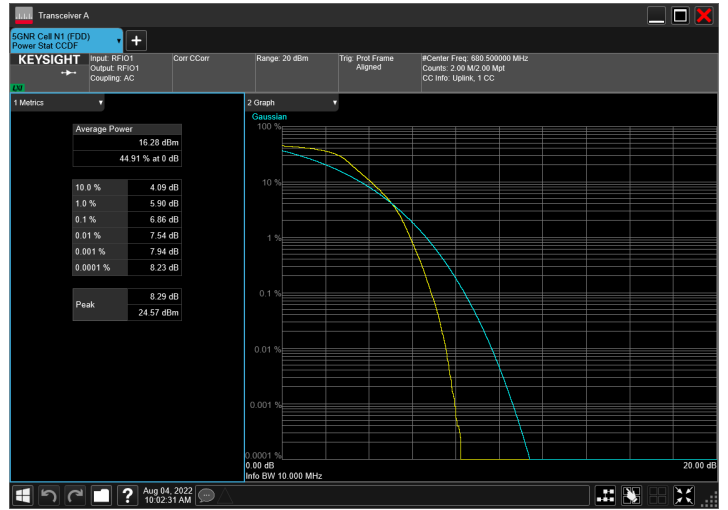 Transceiver A
5GNR Cell N1 (FDD)
Power Stat CCDF
KEYSIGHT
LXI
Input: RFIO1
Output: RFIO1
Coupling: AC
Corr CCorr
Range: 20 dBm
Trig: Prot Frame
Aligned
#Center Freq: 680.500000 MHz
Counts: 2.00 M/2.00 Mpt
CC Info: Uplink, 1 CC
1 Metrics
Average Power
16.28 dBm
44.91 % at 0 dB
10.0 % 4.09 dB
1.0 % 5.90 dB
0.1 % 6.86 dB
0.01 % 7.54 dB
0.001 % 7.94 dB
0.0001 % 8.23 dB
Peak
8.29 dB
24.57 dBm
2 Graph
Gaussian
100 %
10 %
1 %
0.1 %
0.01 %
0.001 %
0.0001 %
0.00 dB
20.00 dB
Info BW 10.000 MHz
Aug 04, 2022
10:02:31 AM